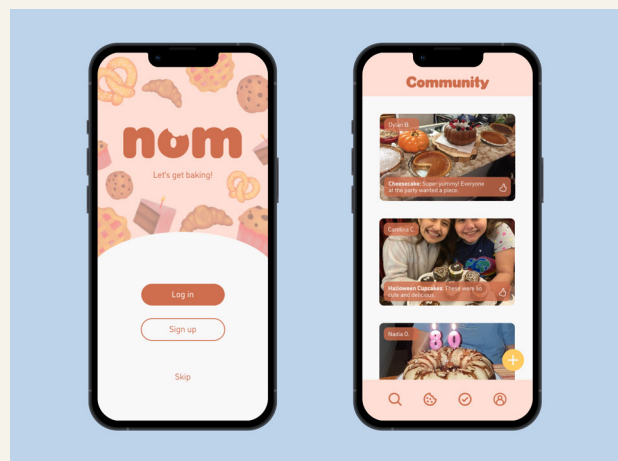 nom
Let's get baking!
Log in
Sign up
Skip
Community
Dylan B.
Cheesecake: Super yummy! Everyone
at the party wanted a piece.
Carolina C.
Halloween Cupcakes: These were so
cute and delicious.
Nadia O.
80